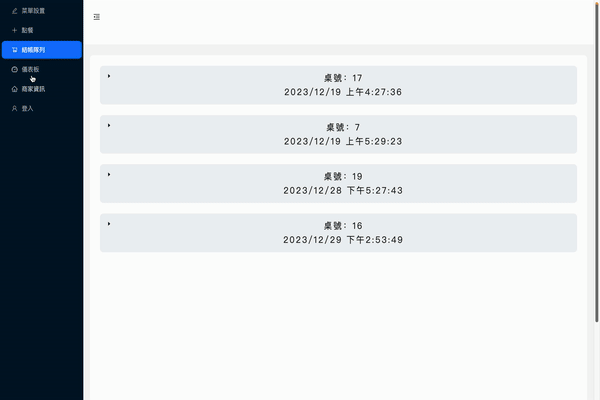 菜單設置
點餐
結帳隊列
儀表板
商家資訊
登入
桌號：17
2023/12/19 上午4:27:36
桌號：7
2023/12/19 上午5:29:23
桌號：19
2023/12/28 下午5:27:43
桌號：16
2023/12/29 下午2:53:49